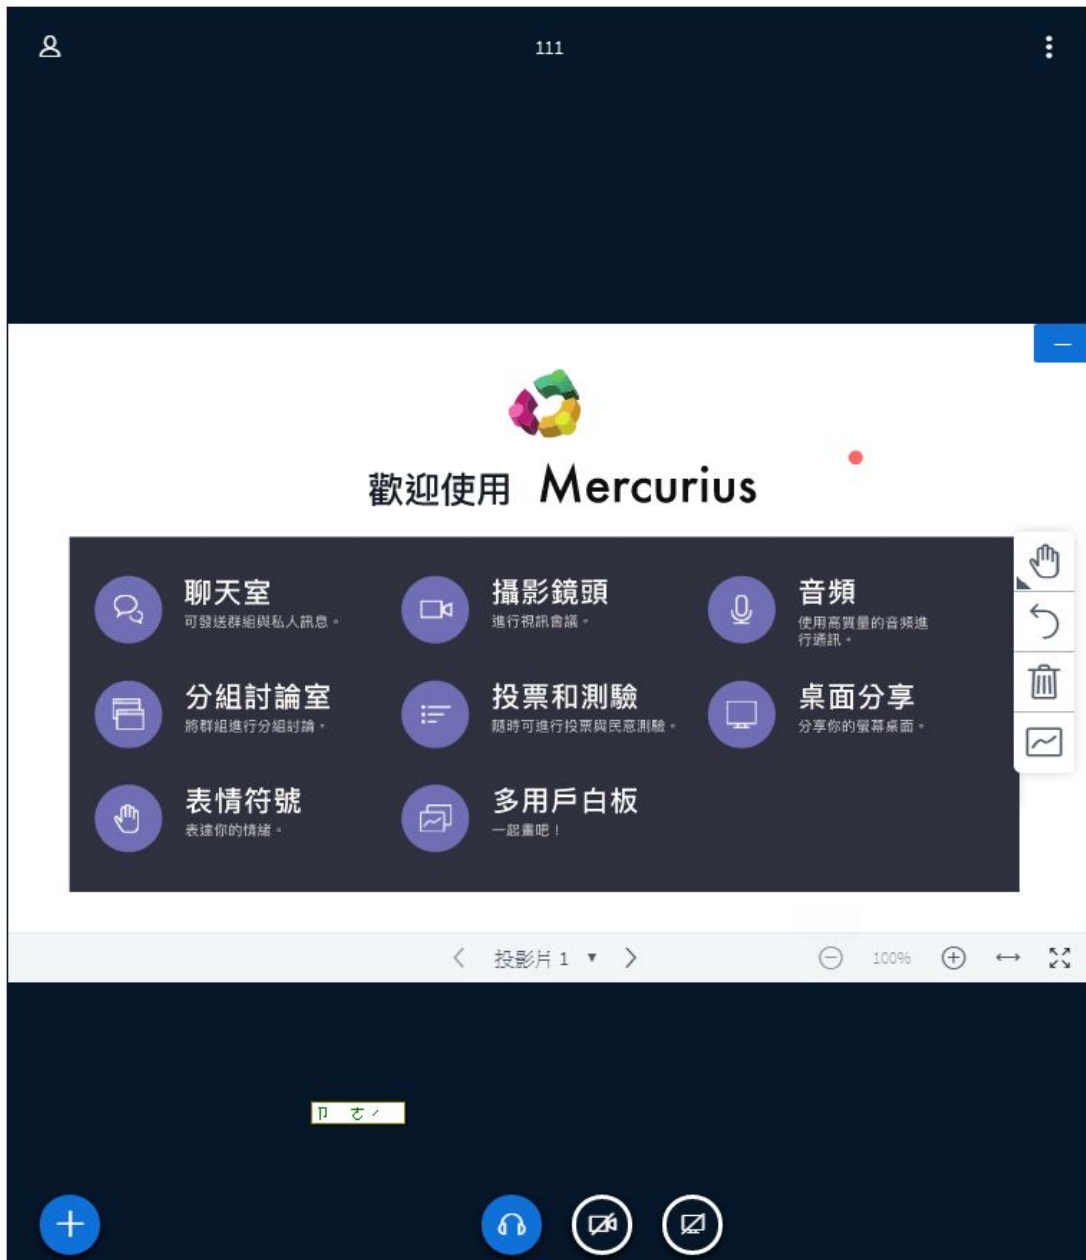 111
歡迎使用 Mercurius
聊天室
可發送群組與私人訊息。
攝影鏡頭
進行視訊會議。
音頻
使用高質量的音頻進
行通訊。
分組討論室
將群組進行分組討論。
投票和測驗
隨時可進行投票與民意測驗。
桌面分享
分享你的螢幕桌面。
表情符號
表達你的情緒。
多用戶白板
一起畫吧！
投影片 1
100%
ㄗ ㄜˊ